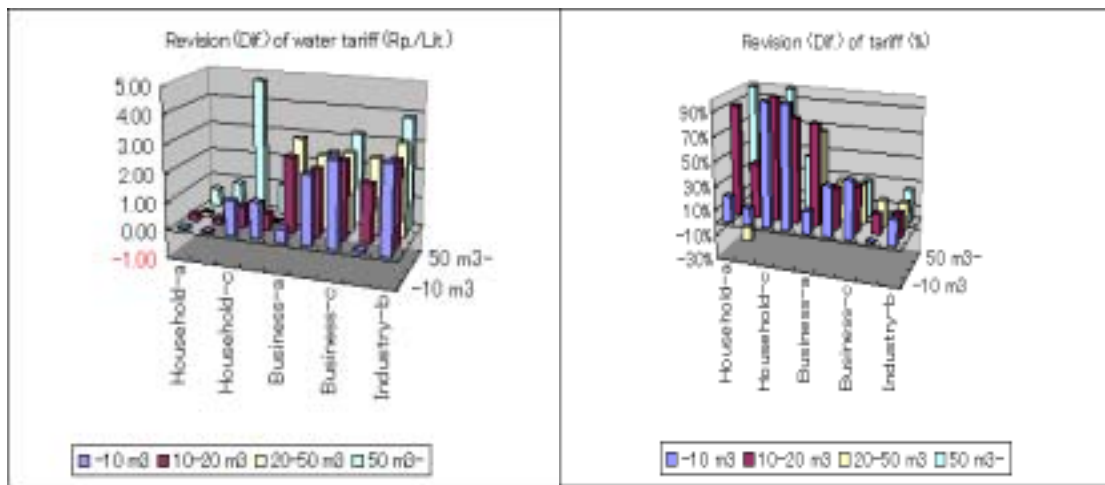 Revision (Dif.) of water tariff (Rp./Lit.)
5.00
4.00
3.00
2.00
1.00
0.00
-1.00
50 m3-
-10 m3
Household-a
Household-c
Business-a
Business-c
Industry-b
-10 m3 10-20 m3 20-50 m3 50 m3-
Revision (Dif.) of tariff (%)
90%
70%
50%
30%
10%
-10%
-30%
50 m3-
-10 m3
Household-a
Household-c
Business-a
Business-c
Industry-b
-10 m3 10-20 m3 20-50 m3 50 m3-